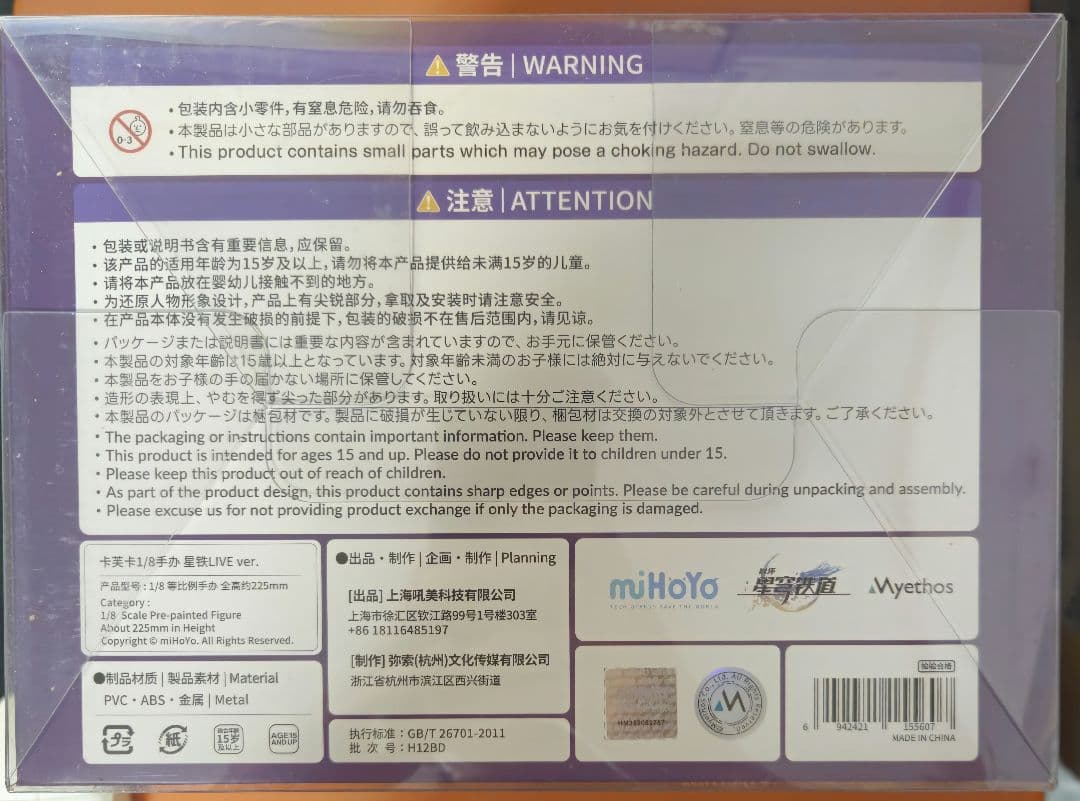 警告 | WARNING
0-3
・包装内含小零件,有窒息危险,请勿吞食。
・本製品は小さな部品がありますので、誤って飲み込まないようにお気を付けください。窒息等の危険があります。
・This product contains small parts which may pose a choking hazard. Do not swallow.
注意 | ATTENTION
・包装或说明书含有重要信息,应保留。
・该产品的适用年龄为15岁及以上,请勿将本产品提供给未满15岁的儿童。
・请将本产品放在婴幼儿接触不到的地方。
・为还原人物形象设计,产品上有尖锐部分,拿取及安装时请注意安全。
・在产品本体没有发生破损的前提下,包装的破损不在售后范围内,请见谅。
・パッケージまたは説明書には重要な内容が含まれていますので、お手元に保管ください。
・本製品の対象年齢は15歳以上となっています。対象年齢未満のお子様には絶対に与えないでください。
・本製品をお子様の手の届かない場所に保管してください。
・造形の表現上、やむを得ず尖った部分があります。取り扱いには十分ご注意ください。
・本製品のパッケージは梱包材です。製品に破損が生じていない限り、梱包材は交換の対象外とさせて頂きます。ご了承ください。
・The packaging or instructions contain important information. Please keep them.
・This product is intended for ages 15 and up. Please do not provide it to children under 15.
・Please keep this product out of reach of children.
・As part of the product design, this product contains sharp edges or points. Please be careful during unpacking and assembly.
・Please excuse us for not providing product exchange if only the packaging is damaged.
卡芙卡1/8手办 星铁LIVE ver.
产品型号:1/8 等比例手办 全高约225mm
Category:
1/8 Scale Pre-painted Figure
About 225mm in Height
Copyright © miHoYo. All Rights Reserved.
●制品材质 | 製品素材 | Material
PVC・ABS・金属 | Metal
プラ
紙
适合年龄
15岁
及以上
AGE15
AND UP
●出品・制作 | 企画・制作 | Planning
[出品] 上海吼美科技有限公司
上海市徐汇区钦江路99号1号楼303室
+86 18116485197
[制作] 弥索(杭州)文化传媒有限公司
浙江省杭州市滨江区西兴街道
执行标准:GB/T 26701-2011
批 次 号:H12BD
miHoYo
TECH OTAKUS SAVE THE WORLD
崩坏
星穹铁道
Myethos
©Myethos Co., Ltd. All Rights Reserved.
检验合格
6 942421 155607
MADE IN CHINA